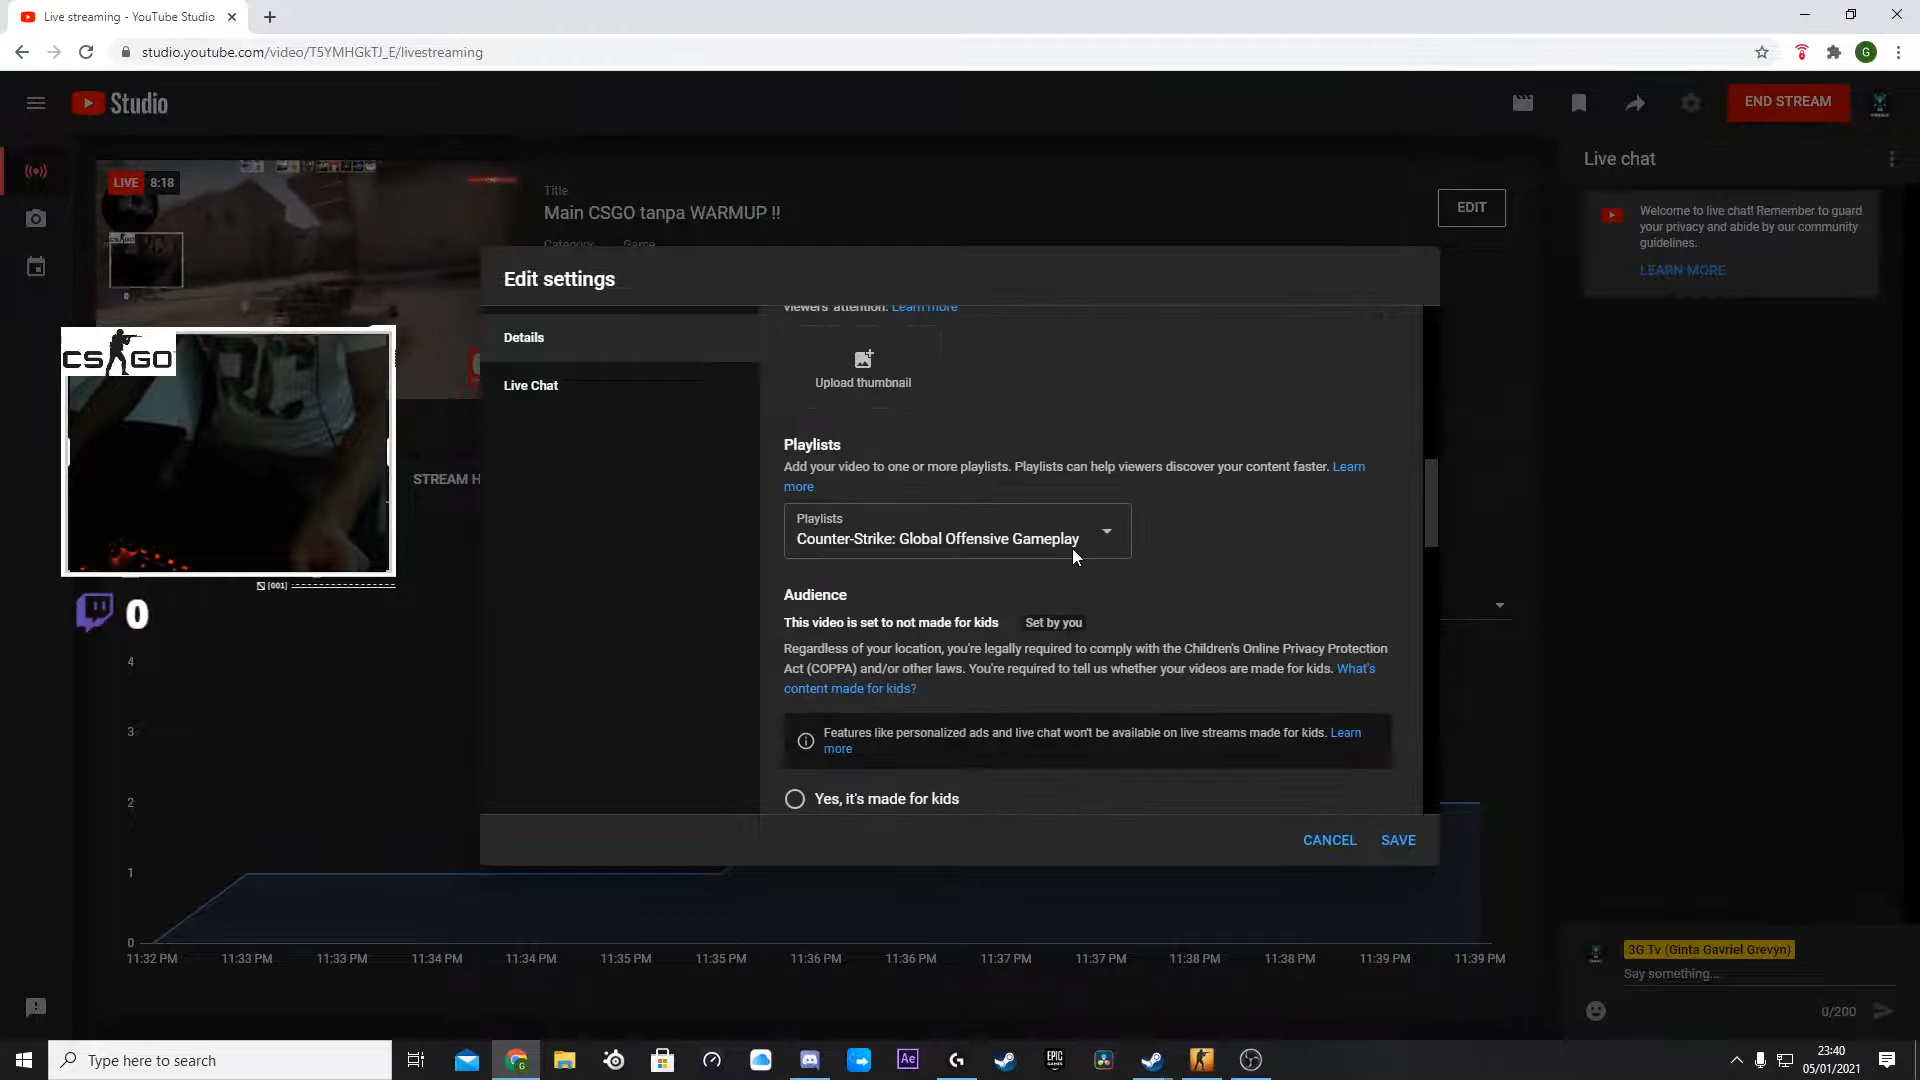 Live streaming - YouTube Studio
studio.youtube.com/video/T5YMHGkTJ_E/livestreaming
G
Studio
END STREAM
LIVE 8:18
Title
Main CSGO tanpa WARMUP !!
Category Game
EDIT
Live chat
Welcome to live chat! Remember to guard
your privacy and abide by our community
guidelines.
LEARN MORE
Edit settings
Details
Live Chat
viewers' attention. Learn more
Upload thumbnail
Playlists
Add your video to one or more playlists. Playlists can help viewers discover your content faster. Learn
more
Playlists
Counter-Strike: Global Offensive Gameplay
Audience
This video is set to not made for kids Set by you
Regardless of your location, you're legally required to comply with the Children's Online Privacy Protection
Act (COPPA) and/or other laws. You're required to tell us whether your videos are made for kids. What's
content made for kids?
Features like personalized ads and live chat won't be available on live streams made for kids. Learn
more
Yes, it's made for kids
CANCEL SAVE
CS GO
STREAM H
[001]
0
4
3
2
1
0
11:32 PM 11:33 PM 11:33 PM 11:34 PM 11:34 PM 11:35 PM 11:35 PM 11:36 PM 11:36 PM 11:37 PM 11:37 PM 11:38 PM 11:38 PM 11:39 PM 11:39 PM
3G Tv (Ginta Gavriel Grevyn)
Say something...
0/200
Type here to search
Ae
EPIC
GAMES
23:40
05/01/2021